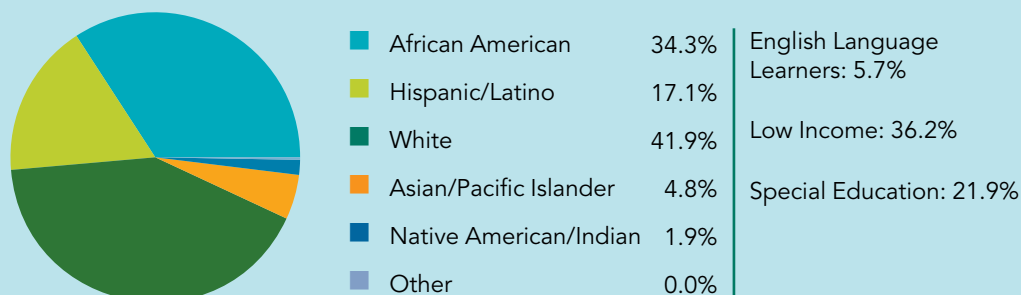 African American 34.3%
Hispanic/Latino 17.1%
White 41.9%
Asian/Pacific Islander 4.8%
Native American/Indian 1.9%
Other 0.0%
English Language
Learners: 5.7%
Low Income: 36.2%
Special Education: 21.9%